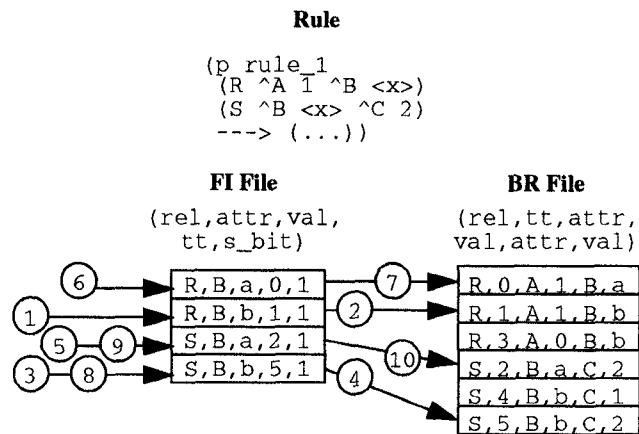 Rule
(p rule_1
(R ^A 1 ^B <x>)
(S ^B <x> ^C 2)
---> (...))
FI File
BR File
(rel,attr,val,
tt,s_bit)
(rel,tt,attr,
val,attr,val)
6
R,B,a,0,1
7
R,0,A,1,B,a
1
R,B,b,1,1
2
R,1,A,1,B,b
5
9
S,B,a,2,1
10
R,3,A,0,B,b
3
8
S,B,b,5,1
4
S,2,B,a,C,2
S,4,B,b,C,1
S,5,B,b,C,2